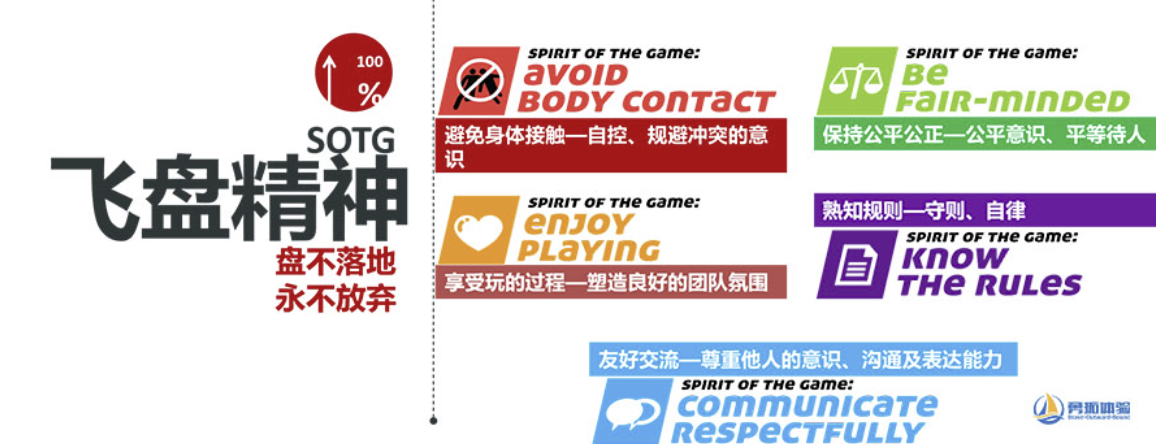 100
%
SOTG
飞盘精神
盘不落地
永不放弃
SPIRIT OF THE GAME:
AVOID
BODY CONTACT
避免身体接触—自控、规避冲突的意
识
SPIRIT OF THE GAME:
BE
FAIR-MINDED
保持公平公正—公平意识、平等待人
SPIRIT OF THE GAME:
ENJOY
PLAYING
享受玩的过程—塑造良好的团队氛围
熟知规则—守则、自律
SPIRIT OF THE GAME:
KNOW
THE RULES
友好交流—尊重他人的意识、沟通及表达能力
SPIRIT OF THE GAME:
COMMUNICATE
RESPECTFULLY